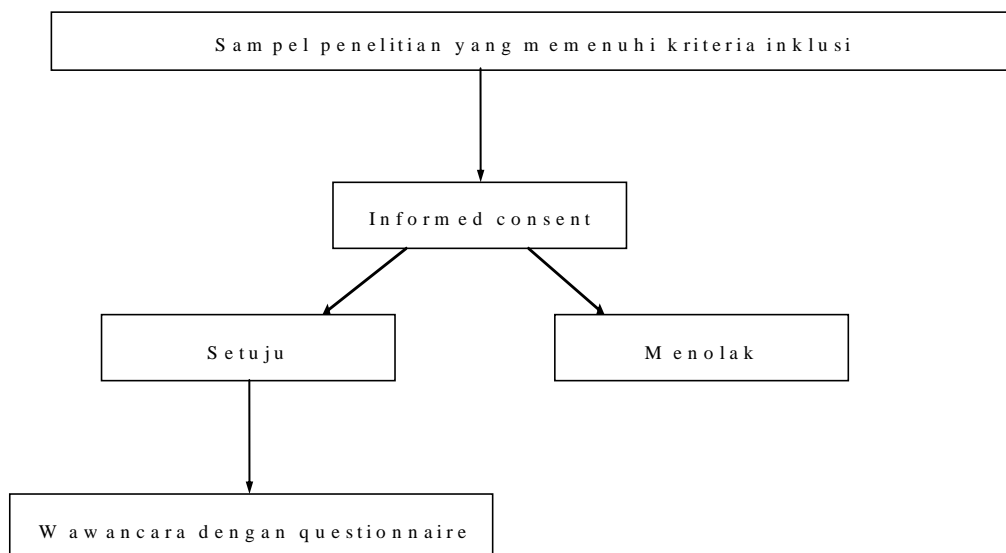 Sampel penelitian yang memenuhi kriteria inklusi
Informed consent
Setuju
Menolak
Wawancara dengan questionnaire